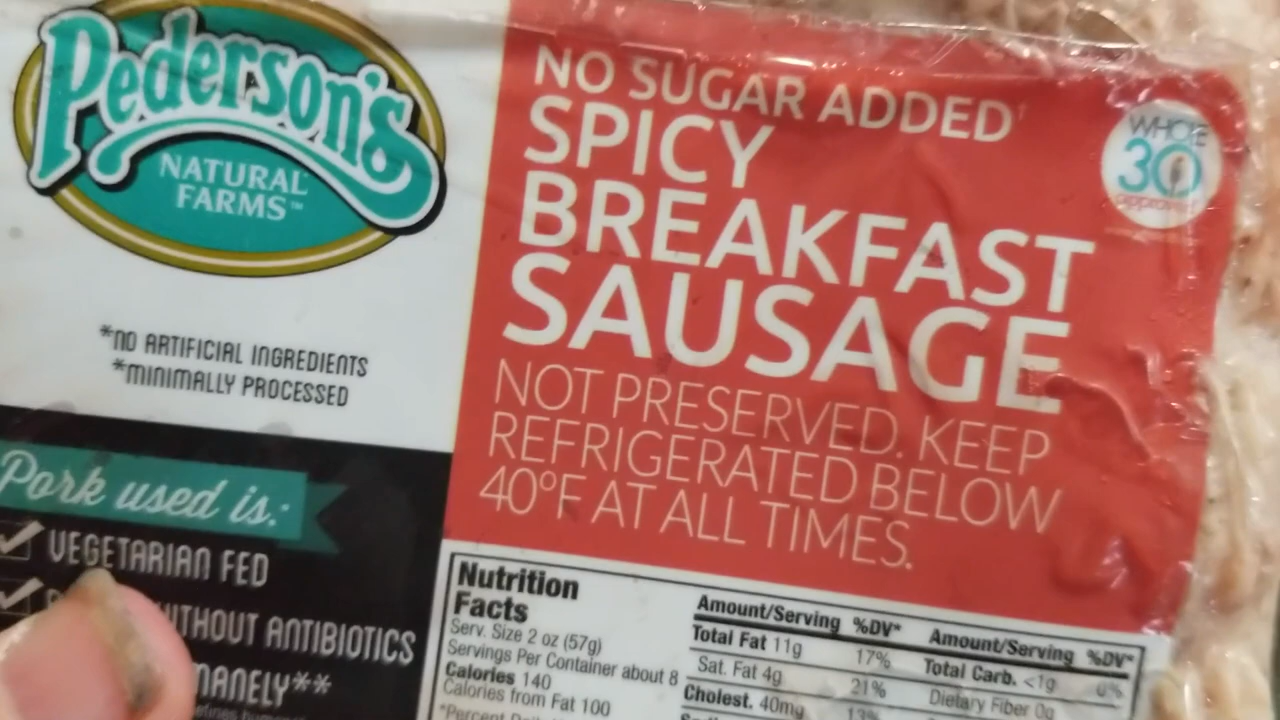 Pederson's
NATURAL
FARMS™
*NO ARTIFICIAL INGREDIENTS
*MINIMALLY PROCESSED
Pork used is:
VEGETARIAN FED
WITHOUT ANTIBIOTICS
NO SUGAR ADDED†
SPICY
BREAKFAST
SAUSAGE
NOT PRESERVED. KEEP
REFRIGERATED BELOW
40°F AT ALL TIMES.
WHOLE
30
approved
Nutrition
Facts
Serv. Size 2 oz (57g)
Servings Per Container about 8
Calories 140
Calories from Fat 100
*Percent
Amount/Serving %DV*
Total Fat 11g 17%
Sat. Fat 4g 21%
Cholest. 40mg 13%
Amount/Serving %DV*
Total Carb. <1g 0%
Dietary Fiber 0g